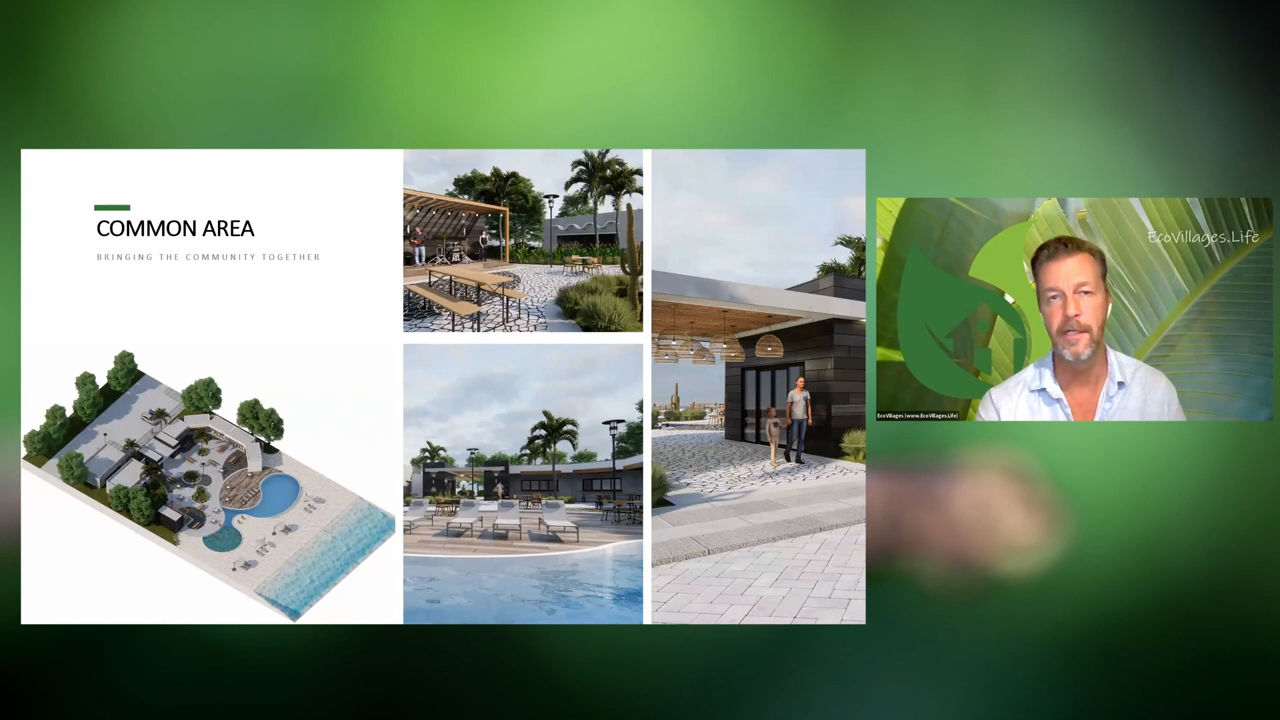 COMMON AREA
BRINGING THE COMMUNITY TOGETHER
EcoVillages.Life
EcoVillages (www.EcoVillages.Life)